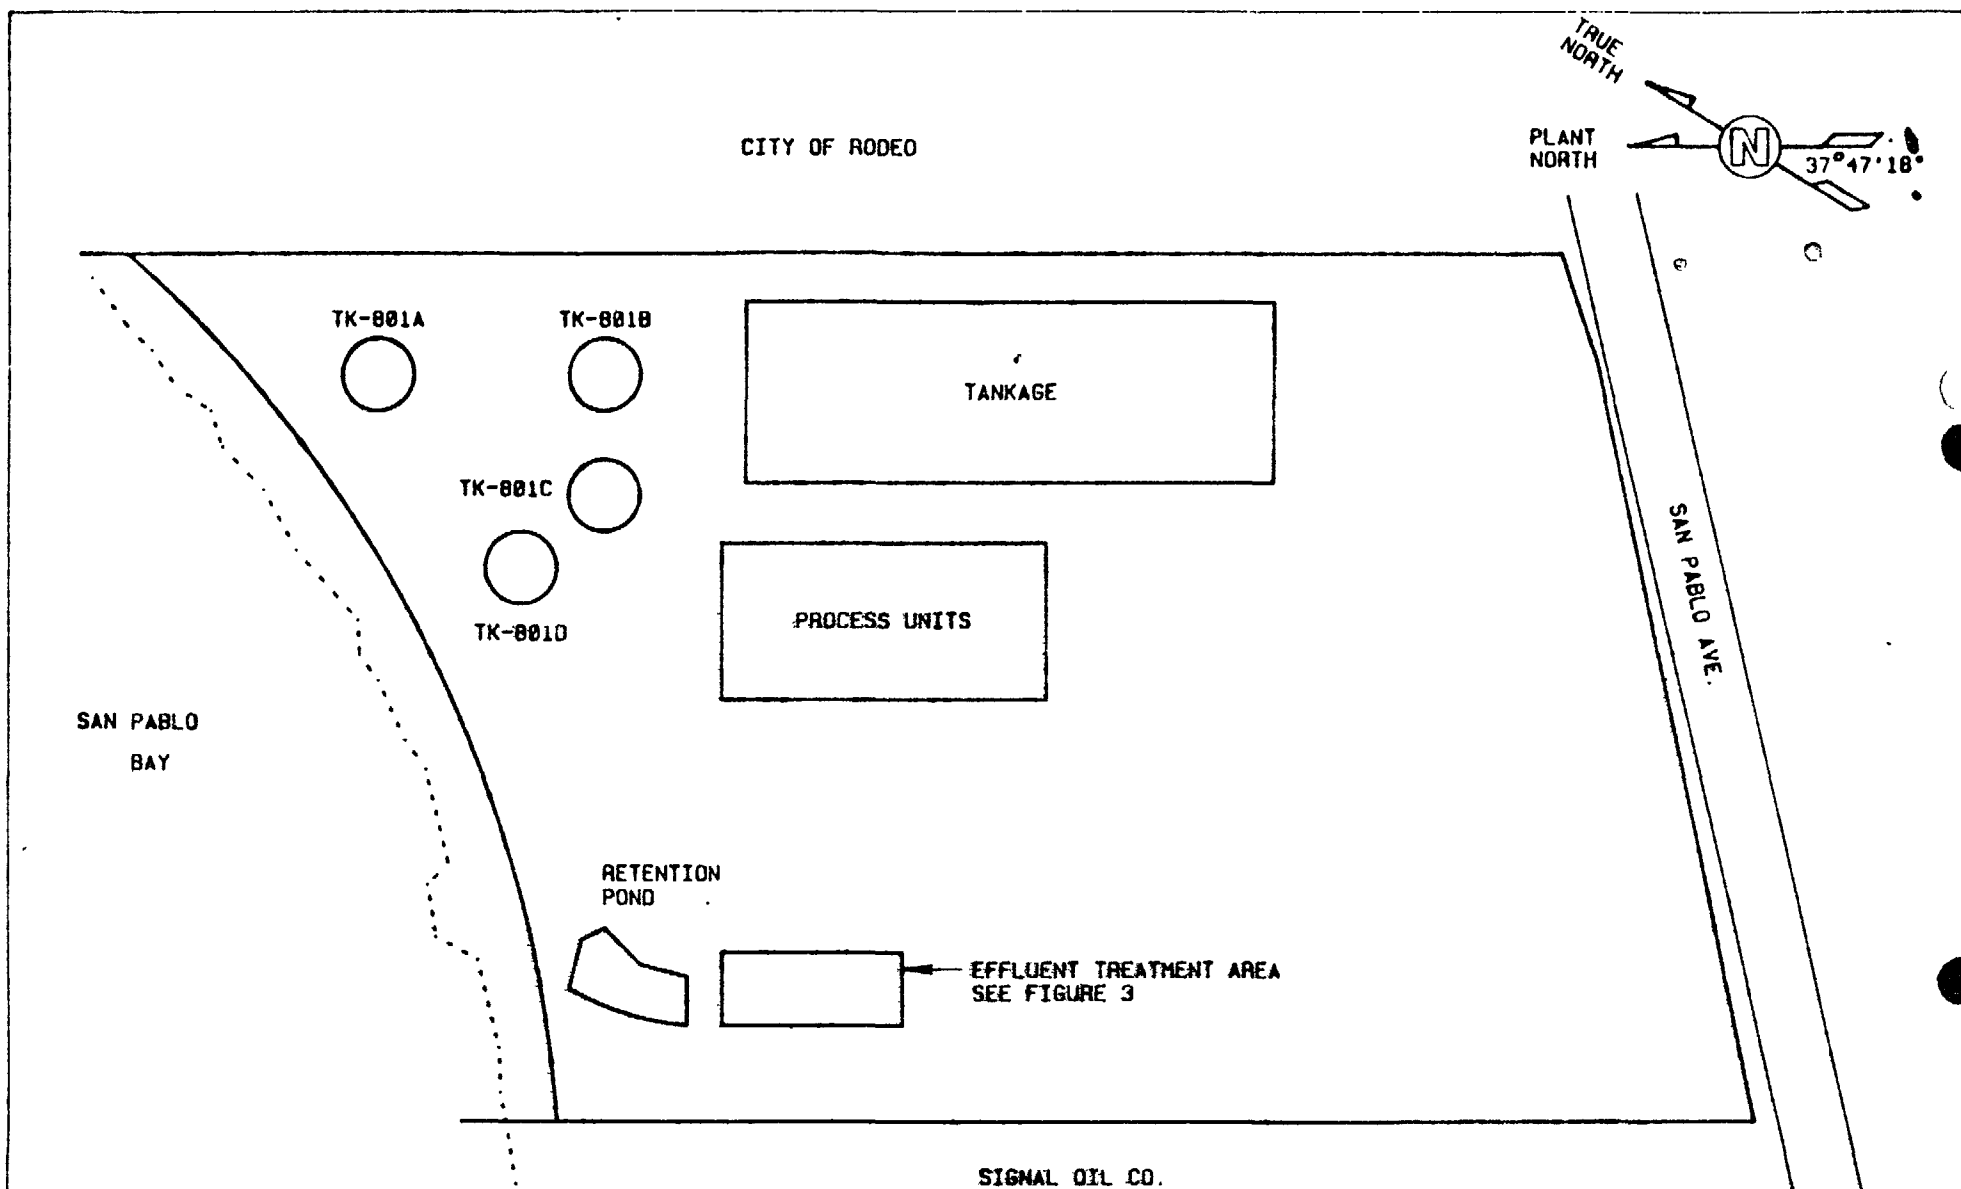 TRUE
NORTH
PLANT
NORTH
N
37°47'18"
CITY OF RODEO
TK-801A
TK-801B
TANKAGE
TK-801C
TK-801D
PROCESS UNITS
SAN PABLO AVE.
SAN PABLO
BAY
RETENTION
POND
EFFLUENT TREATMENT AREA
SEE FIGURE 3
SIGNAL OIL CO.